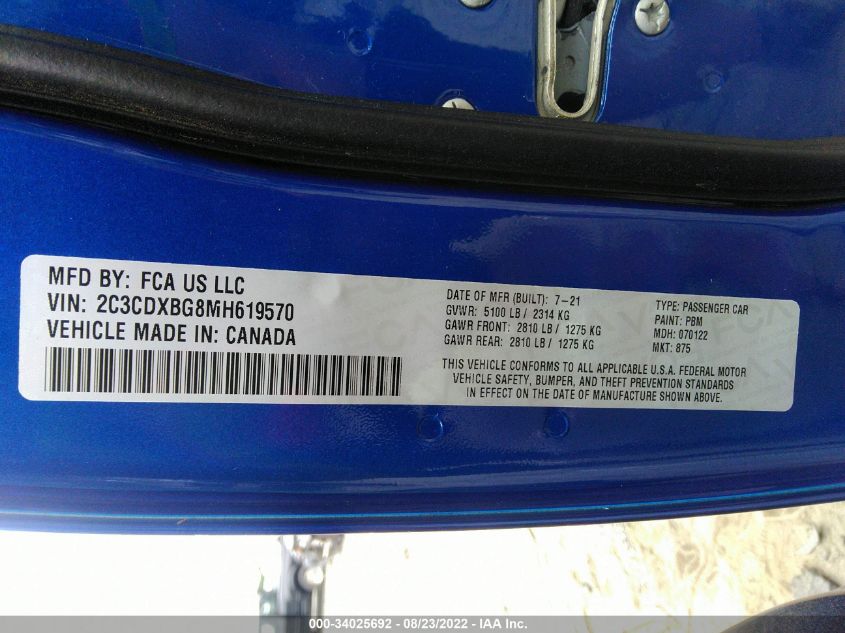 MFD BY: FCA US LLC
VIN: 2C3CDXBG8MH619570
VEHICLE MADE IN: CANADA
DATE OF MFR (BUILT): 7-21
GVWR: 5100 LB / 2314 KG
GAWR FRONT: 2810 LB / 1275 KG
GAWR REAR: 2810 LB / 1275 KG
TYPE: PASSENGER CAR
PAINT: PBM
MDH: 070122
MKT: 875
THIS VEHICLE CONFORMS TO ALL APPLICABLE U.S.A. FEDERAL MOTOR
VEHICLE SAFETY, BUMPER, AND THEFT PREVENTION STANDARDS
IN EFFECT ON THE DATE OF MANUFACTURE SHOWN ABOVE.
000-34025692 - 08/23/2022 - IAA Inc.